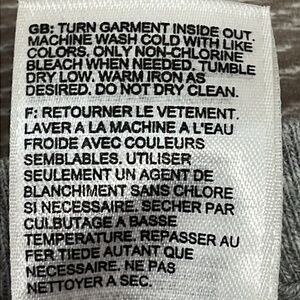 GB: TURN GARMENT INSIDE OUT.
MACHINE WASH COLD WITH LIKE
COLORS. ONLY NON-CHLORINE
BLEACH WHEN NEEDED. TUMBLE
DRY LOW. WARM IRON AS
DESIRED. DO NOT DRY CLEAN.
F: RETOURNER LE VETEMENT.
LAVER A LA MACHINE A L'EAU
FROIDE AVEC COULEURS
SEMBLABLES. UTILISER
SEULEMENT UN AGENT DE
BLANCHIMENT SANS CHLORE
SI NECESSAIRE. SECHER PAR
CULBUTAGE A BASSE
TEMPERATURE. REPASSER AU
FER TIEDE AUTANT QUE
NECESSAIRE. NE PAS
NETTOYER A SEC.